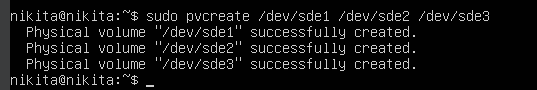 nikita@nikita:~$ sudo pvcreate /dev/sde1 /dev/sde2 /dev/sde3
  Physical volume "/dev/sde1" successfully created.
  Physical volume "/dev/sde2" successfully created.
  Physical volume "/dev/sde3" successfully created.
nikita@nikita:~$ _